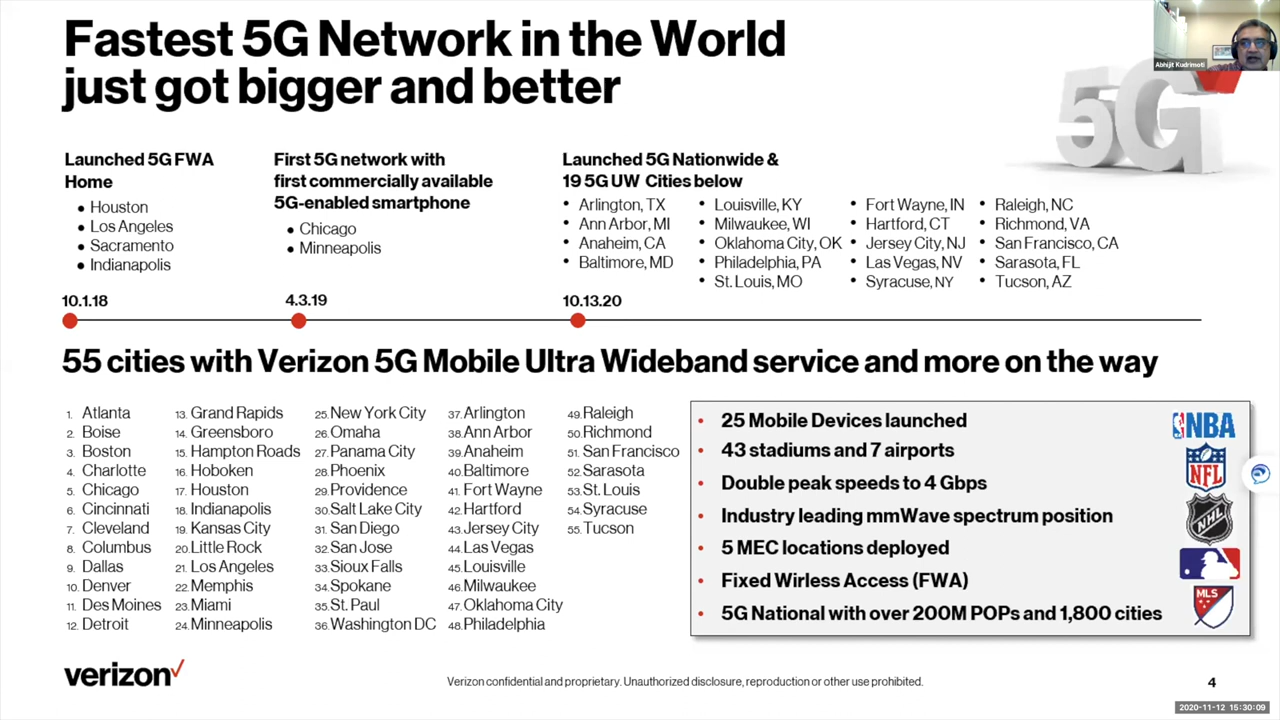 Fastest 5G Network in the World
just got bigger and better
Abhijit Kudrimoti
5G
Launched 5G FWA
Home
• Houston
• Los Angeles
• Sacramento
• Indianapolis
10.1.18
First 5G network with
first commercially available
5G-enabled smartphone
• Chicago
• Minneapolis
4.3.19
Launched 5G Nationwide &
19 5G UW Cities below
• Arlington, TX
• Ann Arbor, MI
• Anaheim, CA
• Baltimore, MD
• Louisville, KY
• Milwaukee, WI
• Oklahoma City, OK
• Philadelphia, PA
• St. Louis, MO
• Fort Wayne, IN
• Hartford, CT
• Jersey City, NJ
• Las Vegas, NV
• Syracuse, NY
• Raleigh, NC
• Richmond, VA
• San Francisco, CA
• Sarasota, FL
• Tucson, AZ
10.13.20
55 cities with Verizon 5G Mobile Ultra Wideband service and more on the way
1. Atlanta
2. Boise
3. Boston
4. Charlotte
5. Chicago
6. Cincinnati
7. Cleveland
8. Columbus
9. Dallas
10. Denver
11. Des Moines
12. Detroit
13. Grand Rapids
14. Greensboro
15. Hampton Roads
16. Hoboken
17. Houston
18. Indianapolis
19. Kansas City
20. Little Rock
21. Los Angeles
22. Memphis
23. Miami
24. Minneapolis
25. New York City
26. Omaha
27. Panama City
28. Phoenix
29. Providence
30. Salt Lake City
31. San Diego
32. San Jose
33. Sioux Falls
34. Spokane
35. St. Paul
36. Washington DC
37. Arlington
38. Ann Arbor
39. Anaheim
40. Baltimore
41. Fort Wayne
42. Hartford
43. Jersey City
44. Las Vegas
45. Louisville
46. Milwaukee
47. Oklahoma City
48. Philadelphia
49. Raleigh
50. Richmond
51. San Francisco
52. Sarasota
53. St. Louis
54. Syracuse
55. Tucson
• 25 Mobile Devices launched
• 43 stadiums and 7 airports
• Double peak speeds to 4 Gbps
• Industry leading mmWave spectrum position
• 5 MEC locations deployed
• Fixed Wirless Access (FWA)
• 5G National with over 200M POPs and 1,800 cities
NBA
NFL
NHL
MLS
verizon
Verizon confidential and proprietary. Unauthorized disclosure, reproduction or other use prohibited.
4
2020-11-12 15:30:09